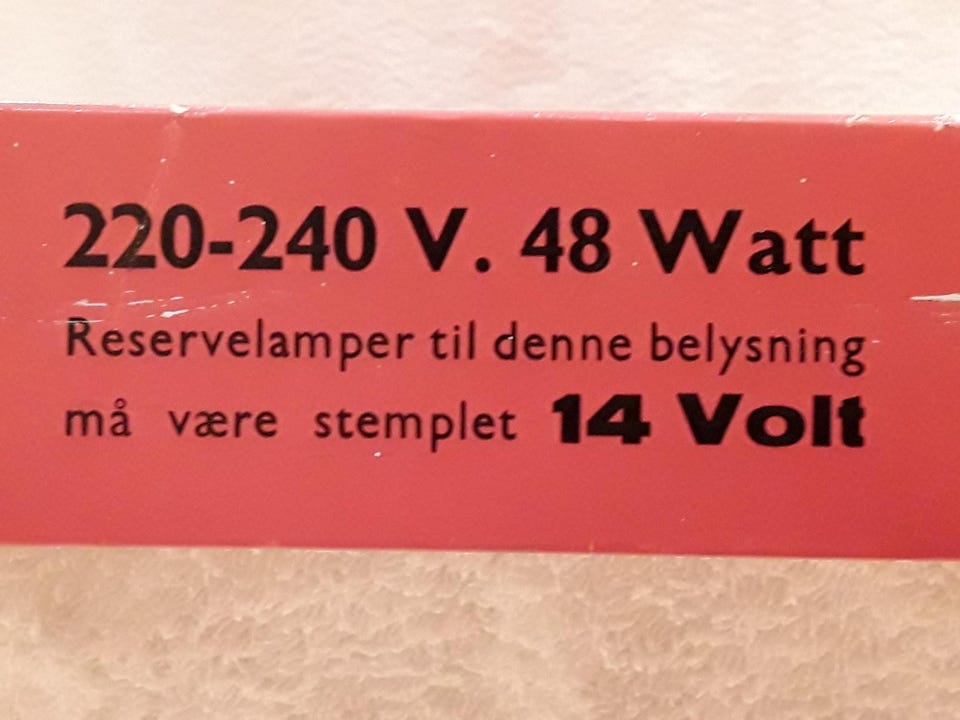 220-240 V. 48 Watt
Reservelamper til denne belysning
må være stemplet 14 Volt